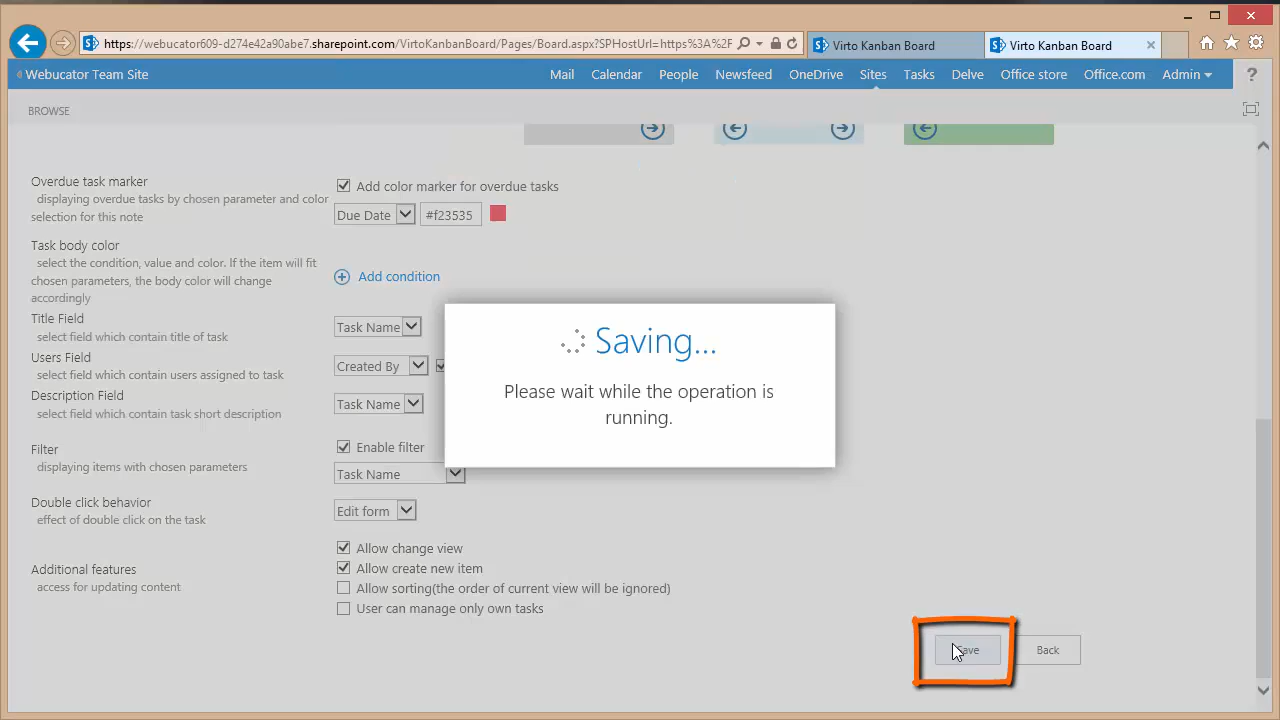 https://webucator609-d274e42a90abe7.sharepoint.com/VirtoKanbanBoard/Pages/Board.aspx?SPHostUrl=https%3A%2F
Virto Kanban Board
Virto Kanban Board
Webucator Team Site
Mail
Calendar
People
Newsfeed
OneDrive
Sites
Tasks
Delve
Office store
Office.com
Admin
?
BROWSE
Overdue task marker
displaying overdue tasks by chosen parameter and color
selection for this note
Add color marker for overdue tasks
Due Date
#f23535
Task body color
select the condition, value and color. If the item will fit
chosen parameters, the body color will change
accordingly
Add condition
Title Field
select field which contain title of task
Task Name
Users Field
select field which contain users assigned to task
Created By
Description Field
select field which contain task short description
Task Name
Saving...
Please wait while the operation is
running.
Filter
displaying items with chosen parameters
Enable filter
Task Name
Double click behavior
effect of double click on the task
Edit form
Additional features
access for updating content
Allow change view
Allow create new item
Allow sorting(the order of current view will be ignored)
User can manage only own tasks
Save
Back